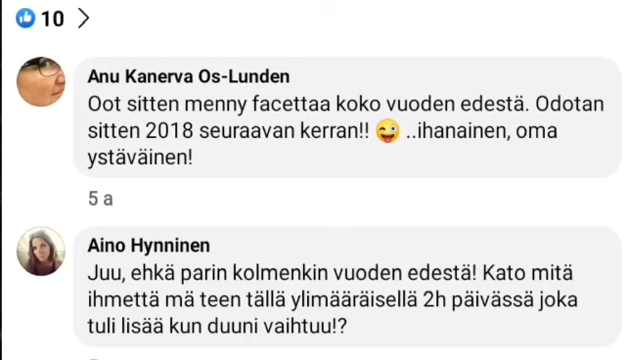 10
Anu Kanerva Os-Lunden
Oot sitten menny facettaa koko vuoden edestä. Odotan
sitten 2018 seuraavan kerran!! 😜 ..ihanainen, oma
ystäväinen!
5 a
Aino Hynninen
Juu, ehkä parin kolmenkin vuoden edestä! Kato mitä
ihmettä mä teen tällä ylimääräisellä 2h päivässä joka
tuli lisää kun duuni vaihtuu!?